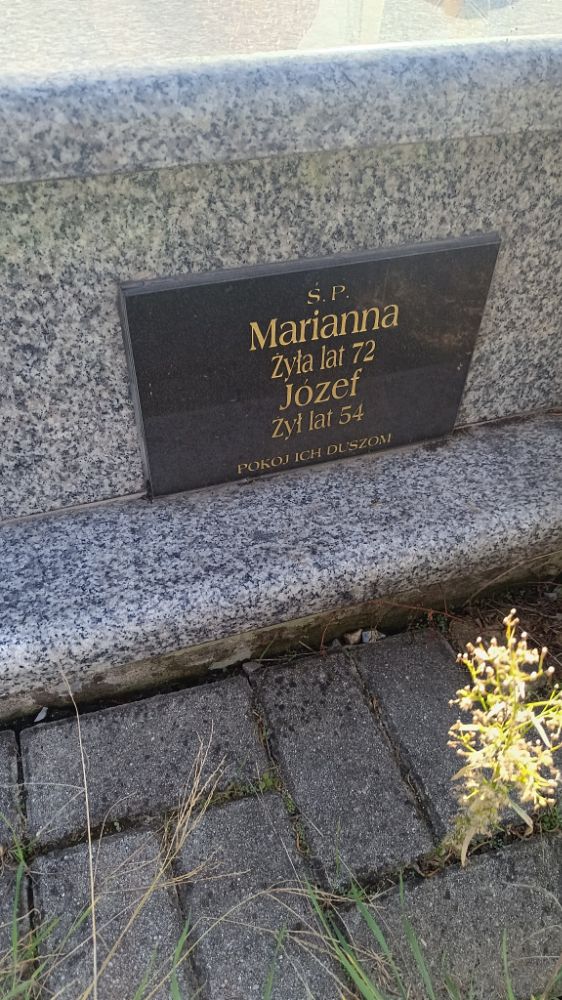 Ś. P.
Marianna
Żyła lat 72
Józef
Żył lat 54
POKÓJ ICH DUSZOM